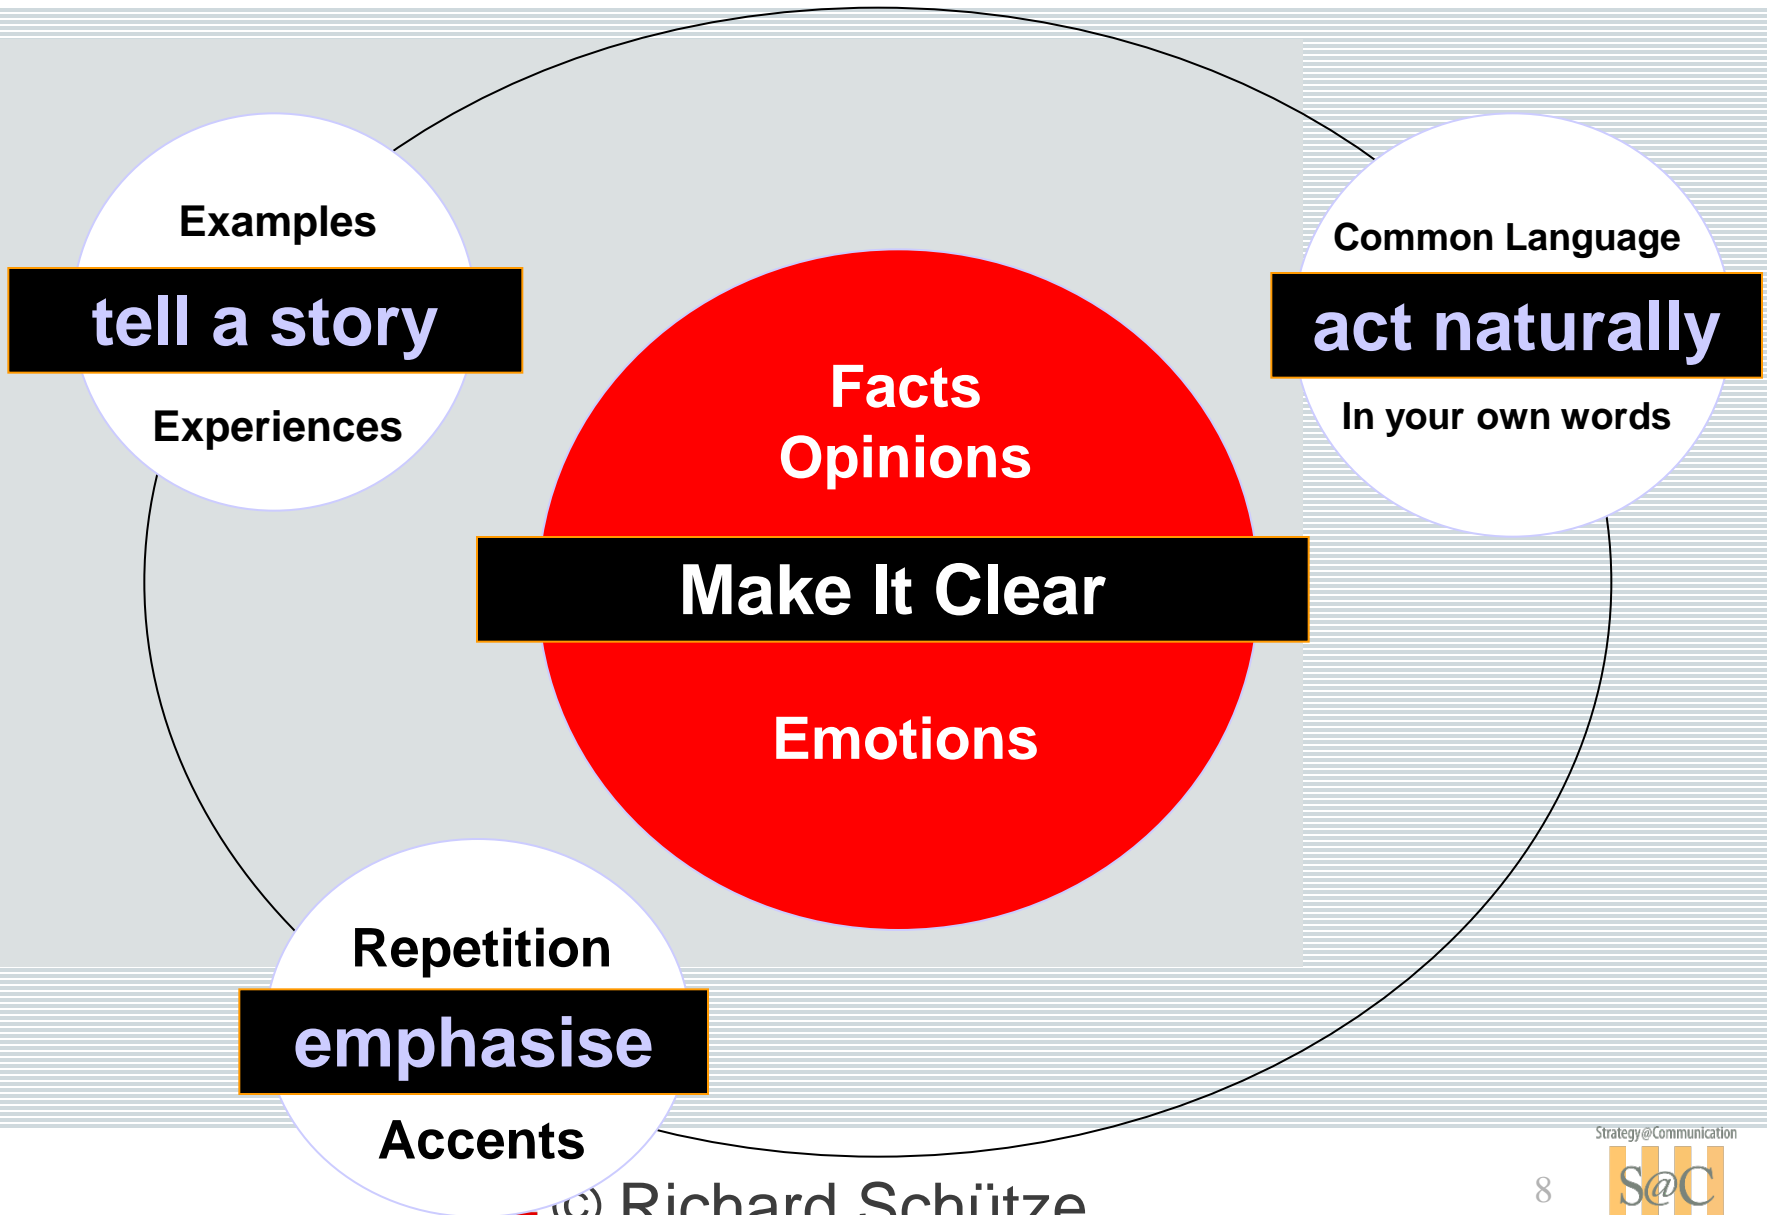 Examples
tell a story
Experiences
Common Language
act naturally
In your own words
Facts
Opinions
Make It Clear
Emotions
Repetition
emphasise
Accents
© Richard Schütze
8
Strategy@Communication
S@C